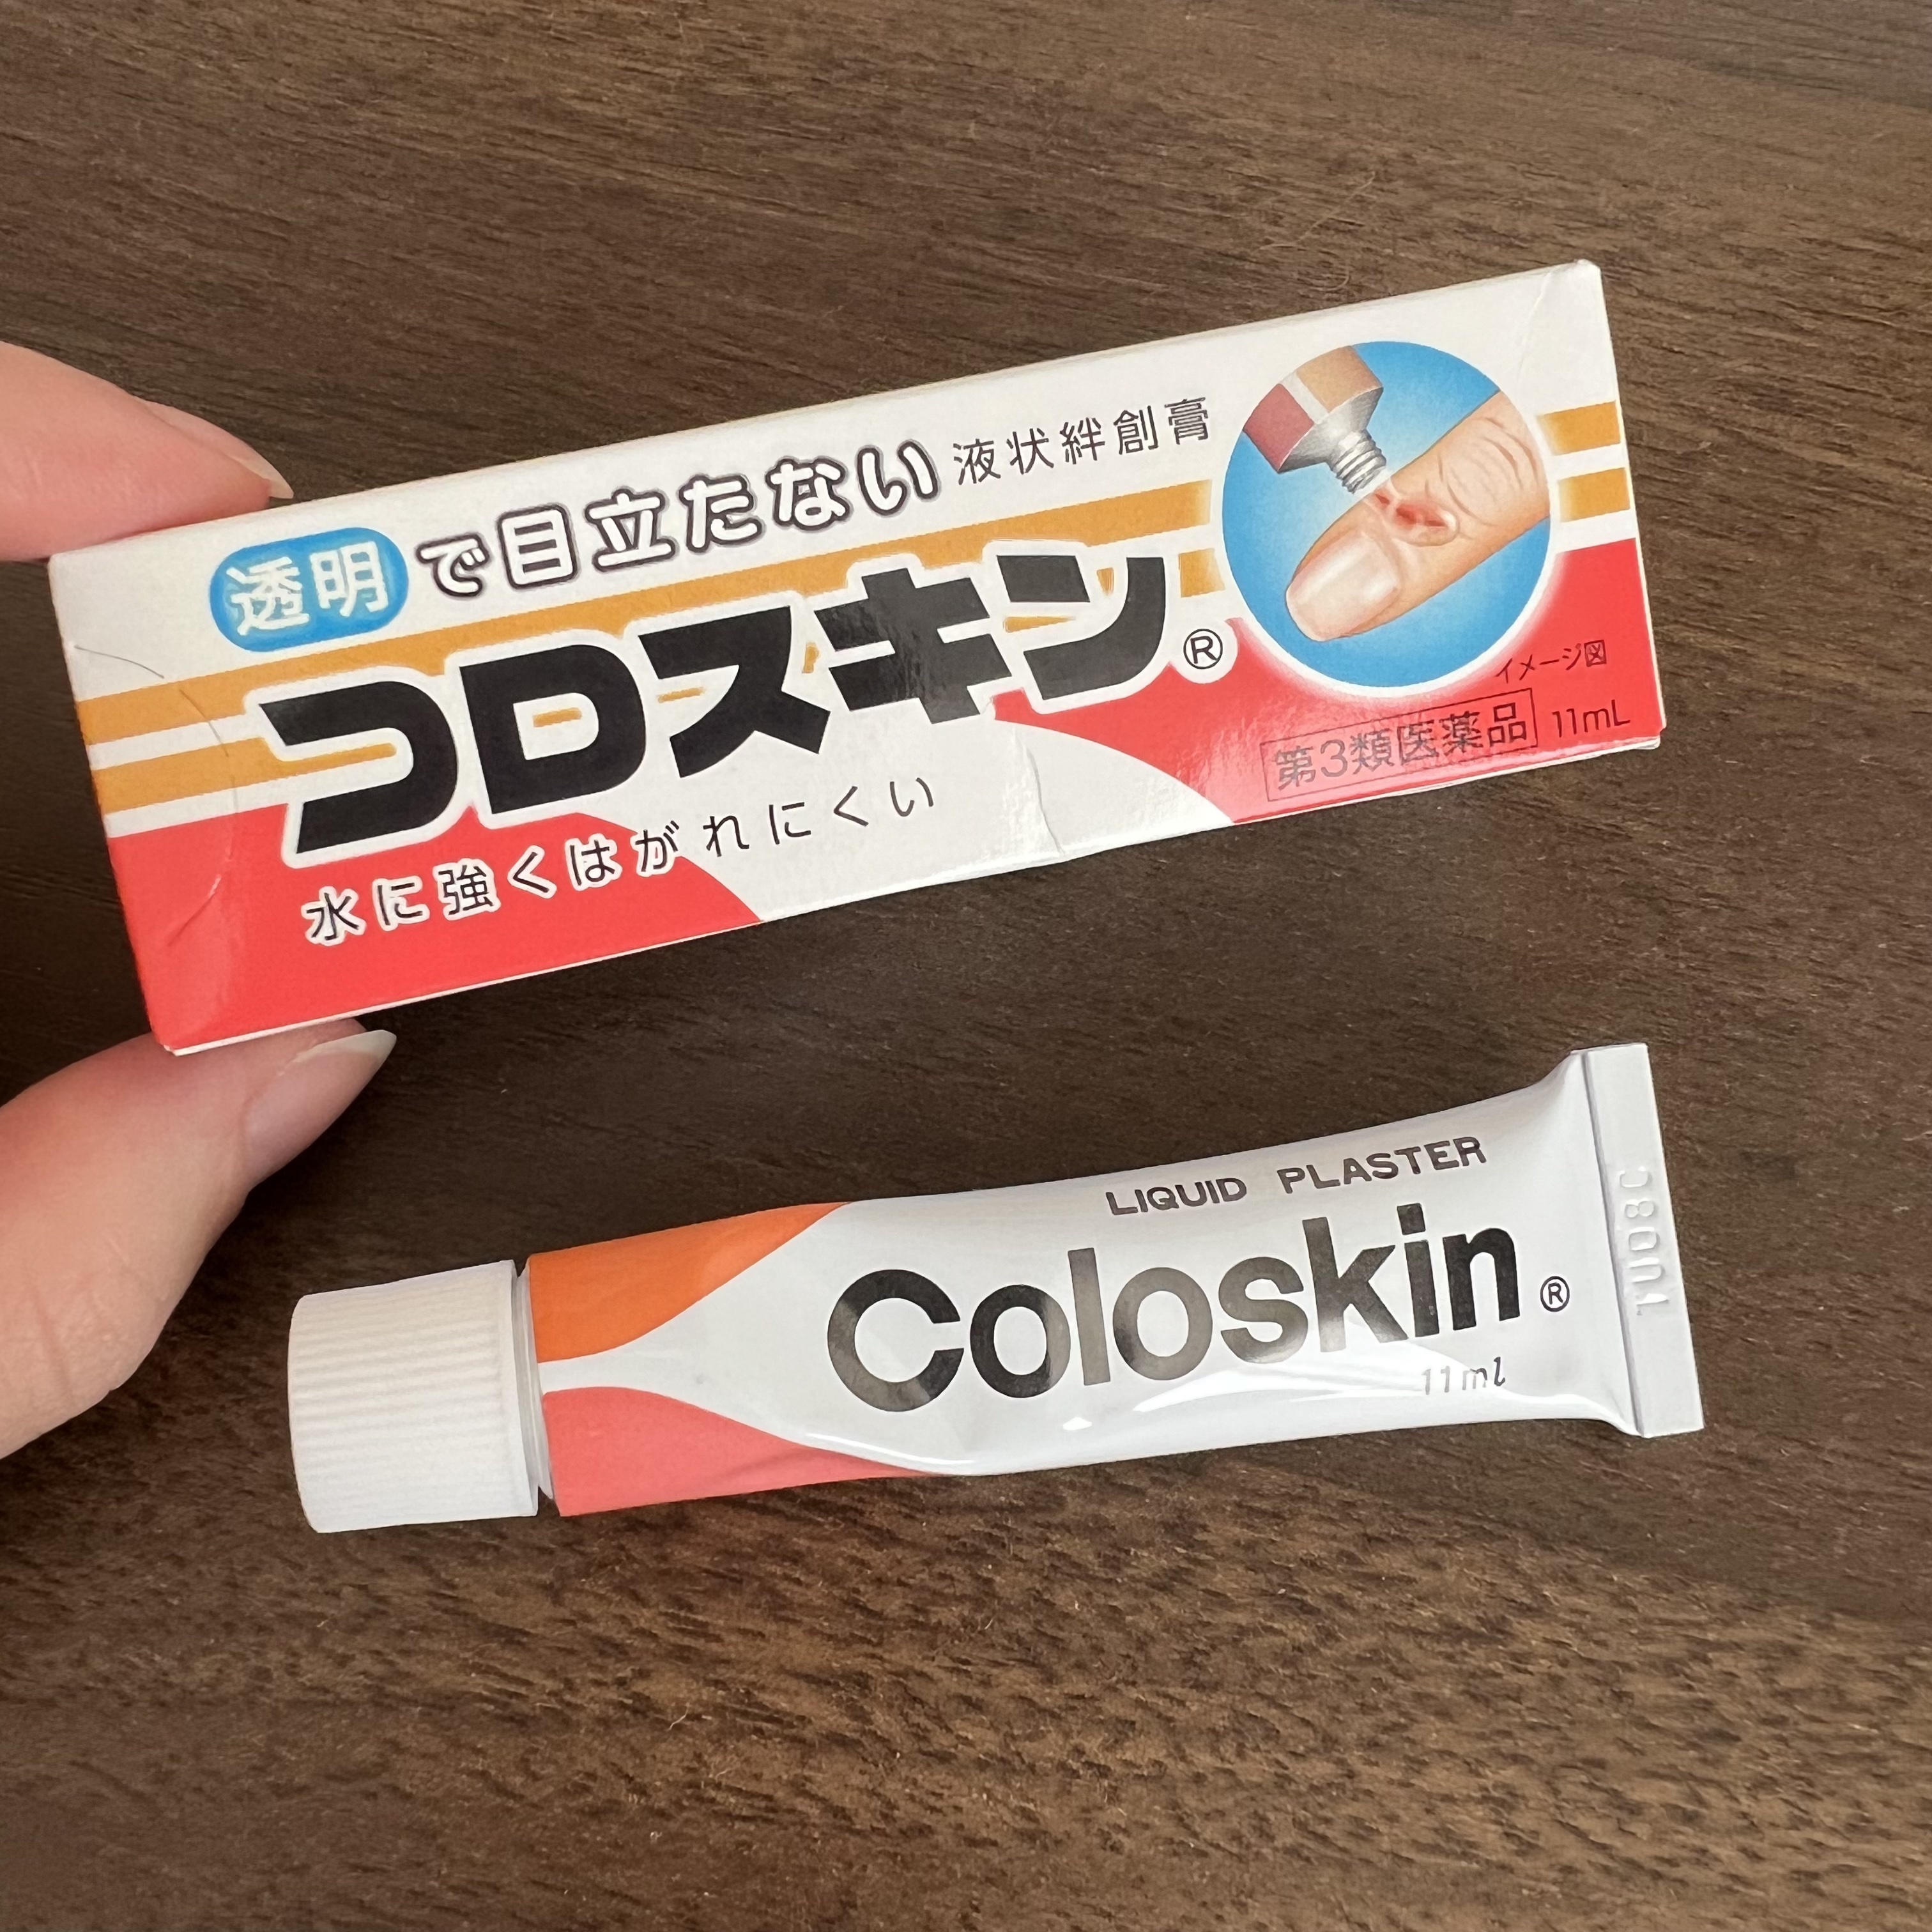 透明で目立たない 液状絆創膏
コロスキン®
水に強くはがれにくい
イメージ図
第3類医薬品 11mL
LIQUID PLASTER
Coloskin®
11ml